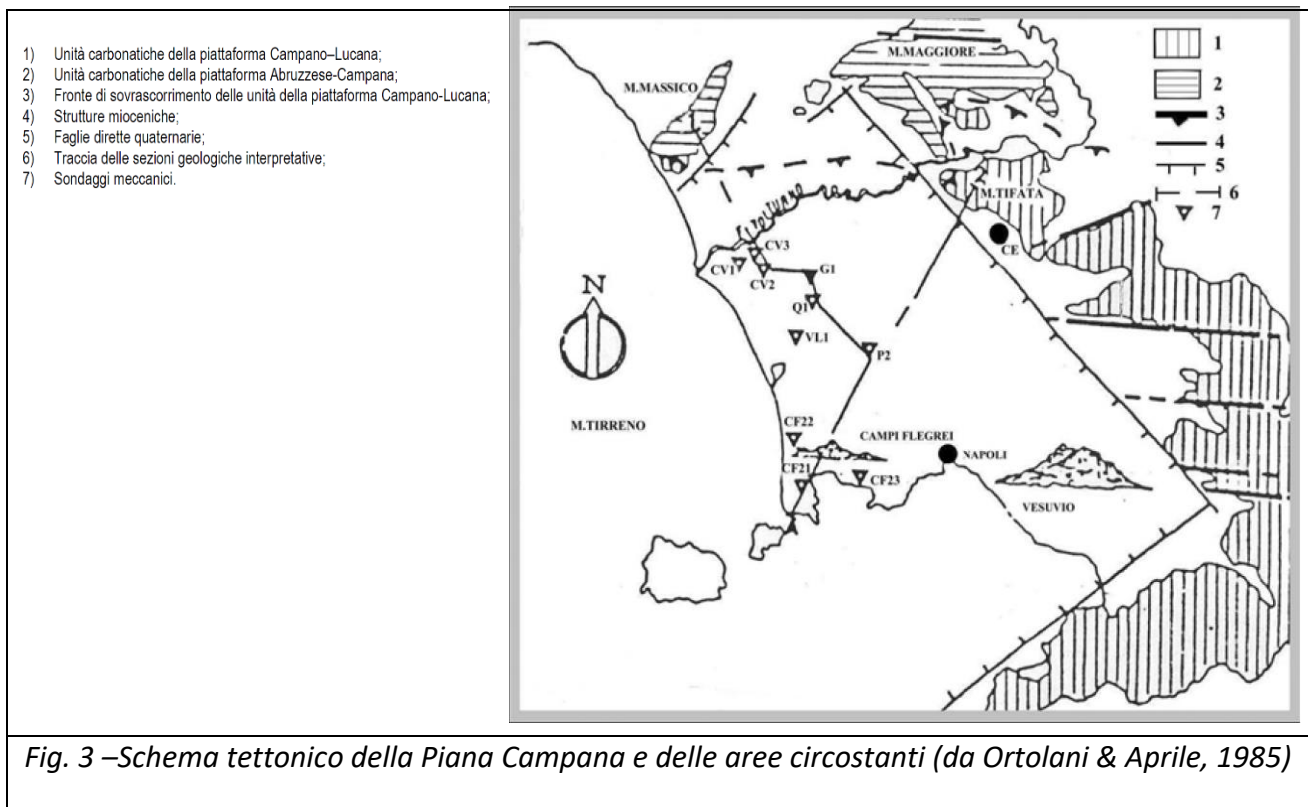 1) Unità carbonatiche della piattaforma Campano–Lucana;
2) Unità carbonatiche della piattaforma Abruzzese-Campana;
3) Fronte di sovrascorrimento delle unità della piattaforma Campano-Lucana;
4) Strutture mioceniche;
5) Faglie dirette quaternarie;
6) Traccia delle sezioni geologiche interpretative;
7) Sondaggi meccanici.
M.MAGGIORE
M.MASSICO
1
2
3
4
5
6
7
M.TIFATA
CE
F.VOLTURNO
CV3
CV1
CV2
G1
Q1
N
VL1
P2
M.TIRRENO
CF22
CAMPI FLEGREI
NAPOLI
CF21
CF23
VESUVIO
Fig. 3 –Schema tettonico della Piana Campana e delle aree circostanti (da Ortolani & Aprile, 1985)